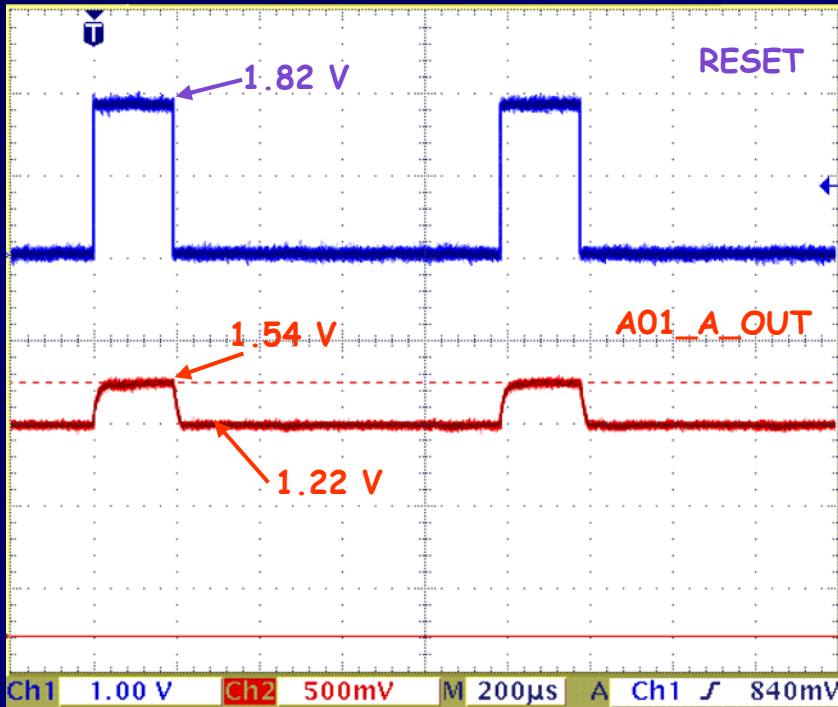 T
1.82 V
RESET
1.54 V
A01_A_OUT
1.22 V
Ch1 1.00 V Ch2 500mV M 200µs A Ch1 ∫ 840mV